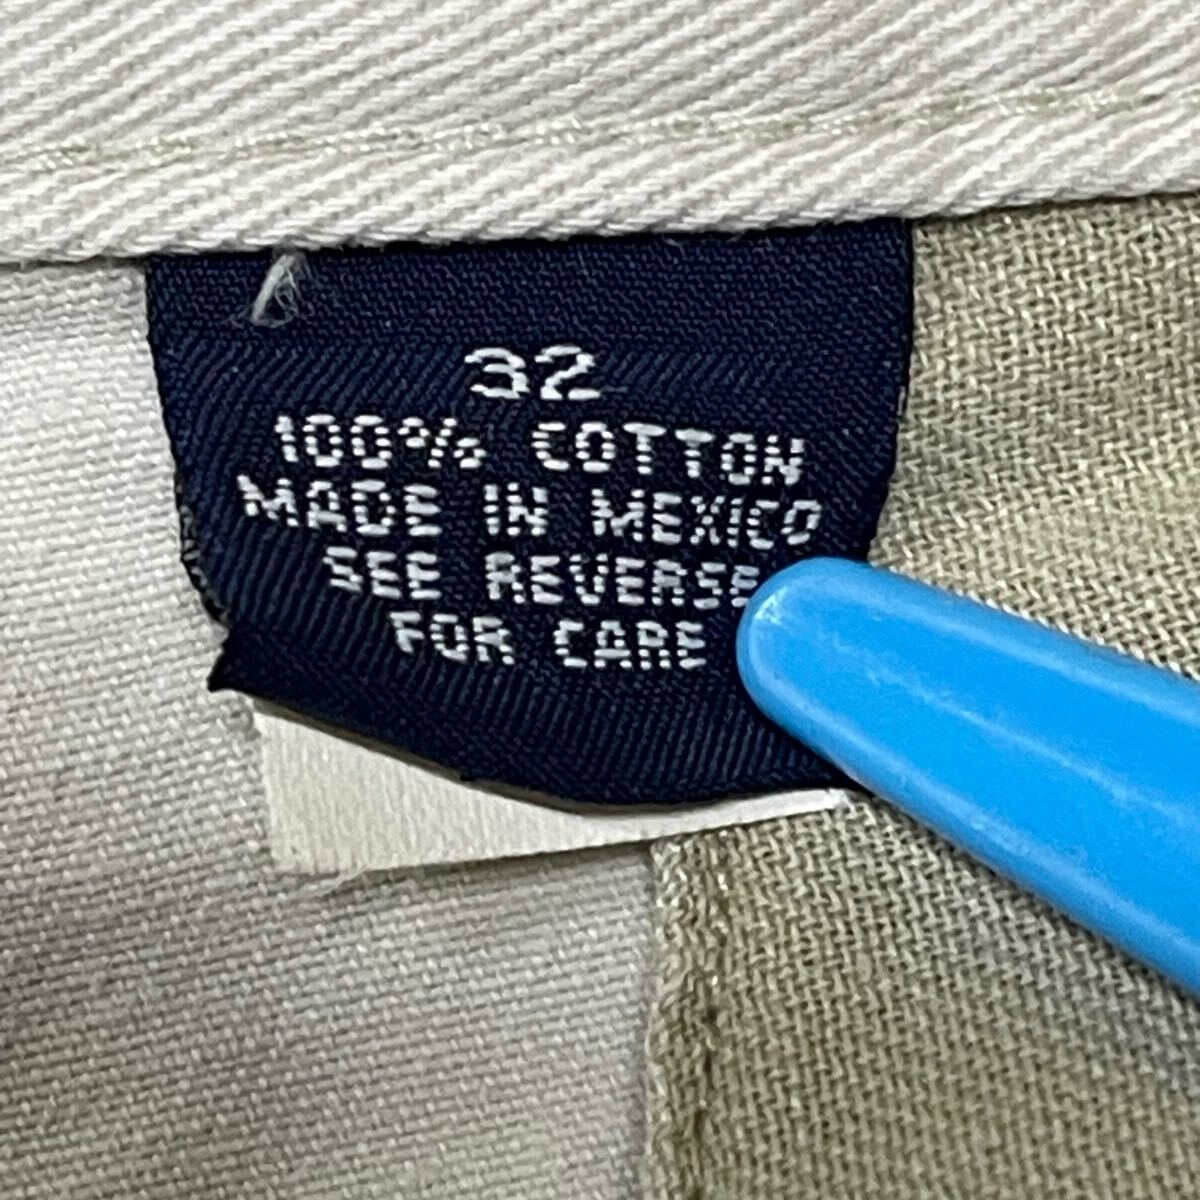 32
100% COTTON
MADE IN MEXICO
SEE REVERSE
FOR CARE